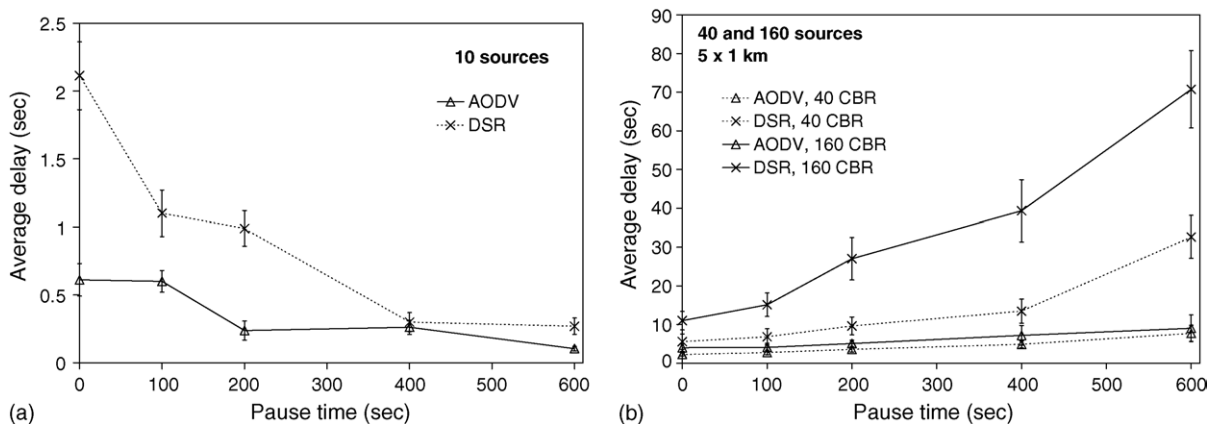 2.5
2
1.5
1
0.5
0
0 100 200 300 400 500 600
Average delay (sec)
Pause time (sec)
10 sources
AODV
DSR
(a)
90
80
70
60
50
40
30
20
10
0
0 100 200 300 400 500 600
Average delay (sec)
Pause time (sec)
40 and 160 sources
5 x 1 km
AODV, 40 CBR
DSR, 40 CBR
AODV, 160 CBR
DSR, 160 CBR
(b)